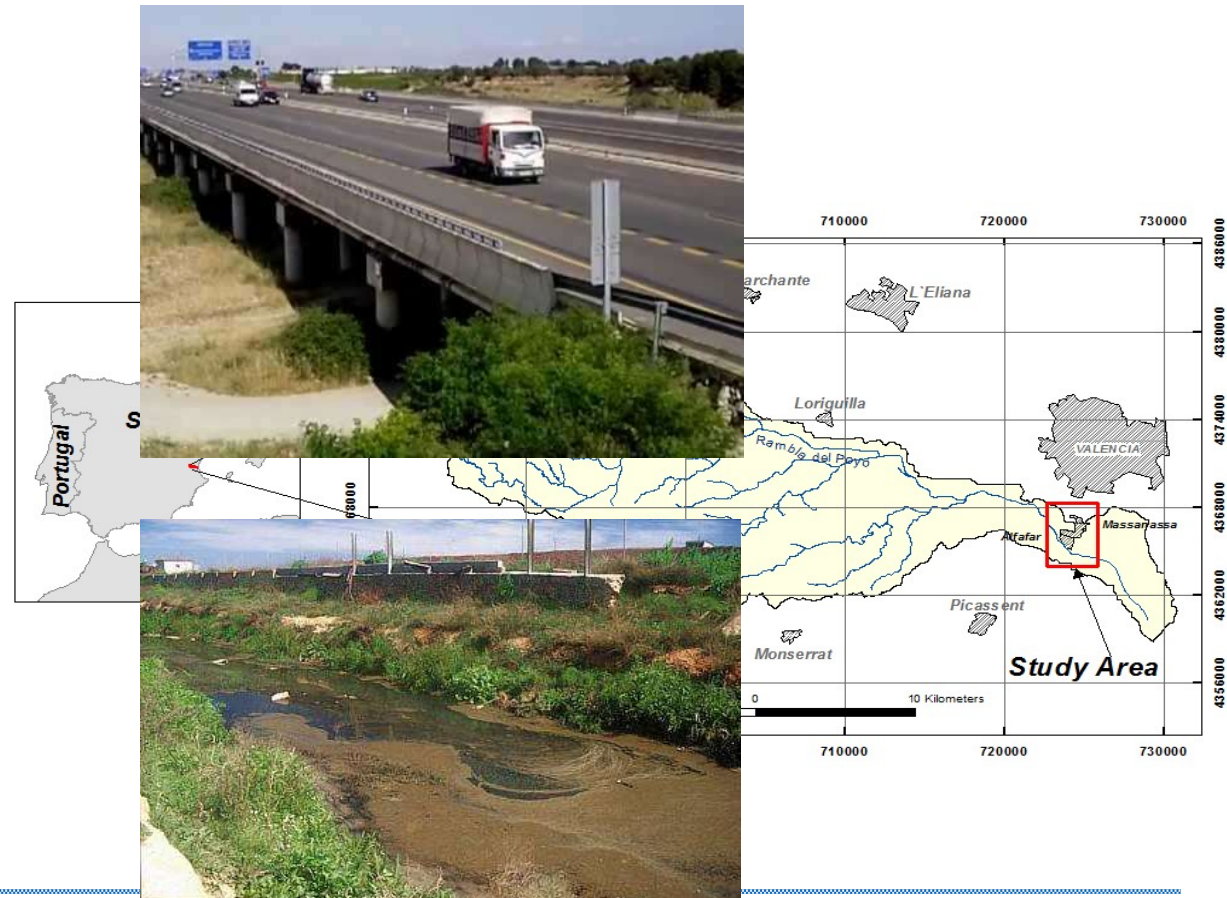 710000 720000 730000
4386000
archante
L`Eliana
4380000
Loriguilla
4374000
Portugal
S
Rambla del Poyo
VALENCIA
68000
4368000
Alfafar
Massanassa
Picassent
4362000
Monserrat
Study Area
4356000
0 10 Kilometers
710000 720000 730000